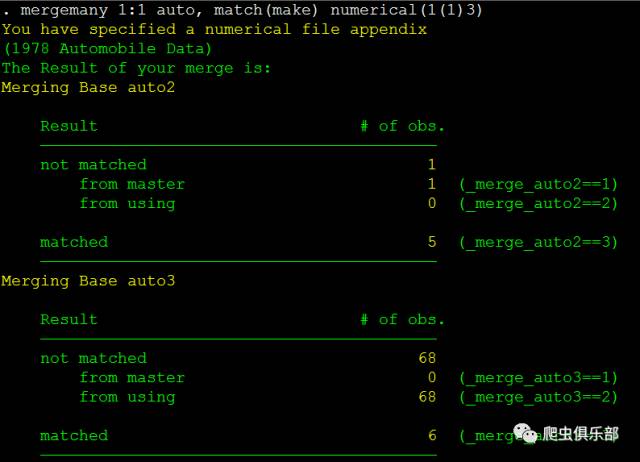 . mergemany 1:1 auto, match(make) numerical(1(1)3)
You have specified a numerical file appendix
(1978 Automobile Data)
The Result of your merge is:
Merging Base auto2
Result # of obs.
not matched 1
from master 1 (_merge_auto2==1)
from using 0 (_merge_auto2==2)
matched 5 (_merge_auto2==3)
Merging Base auto3
Result # of obs.
not matched 68
from master 0 (_merge_auto3==1)
from using 68 (_merge_auto3==2)
matched 6
爬虫俱乐部